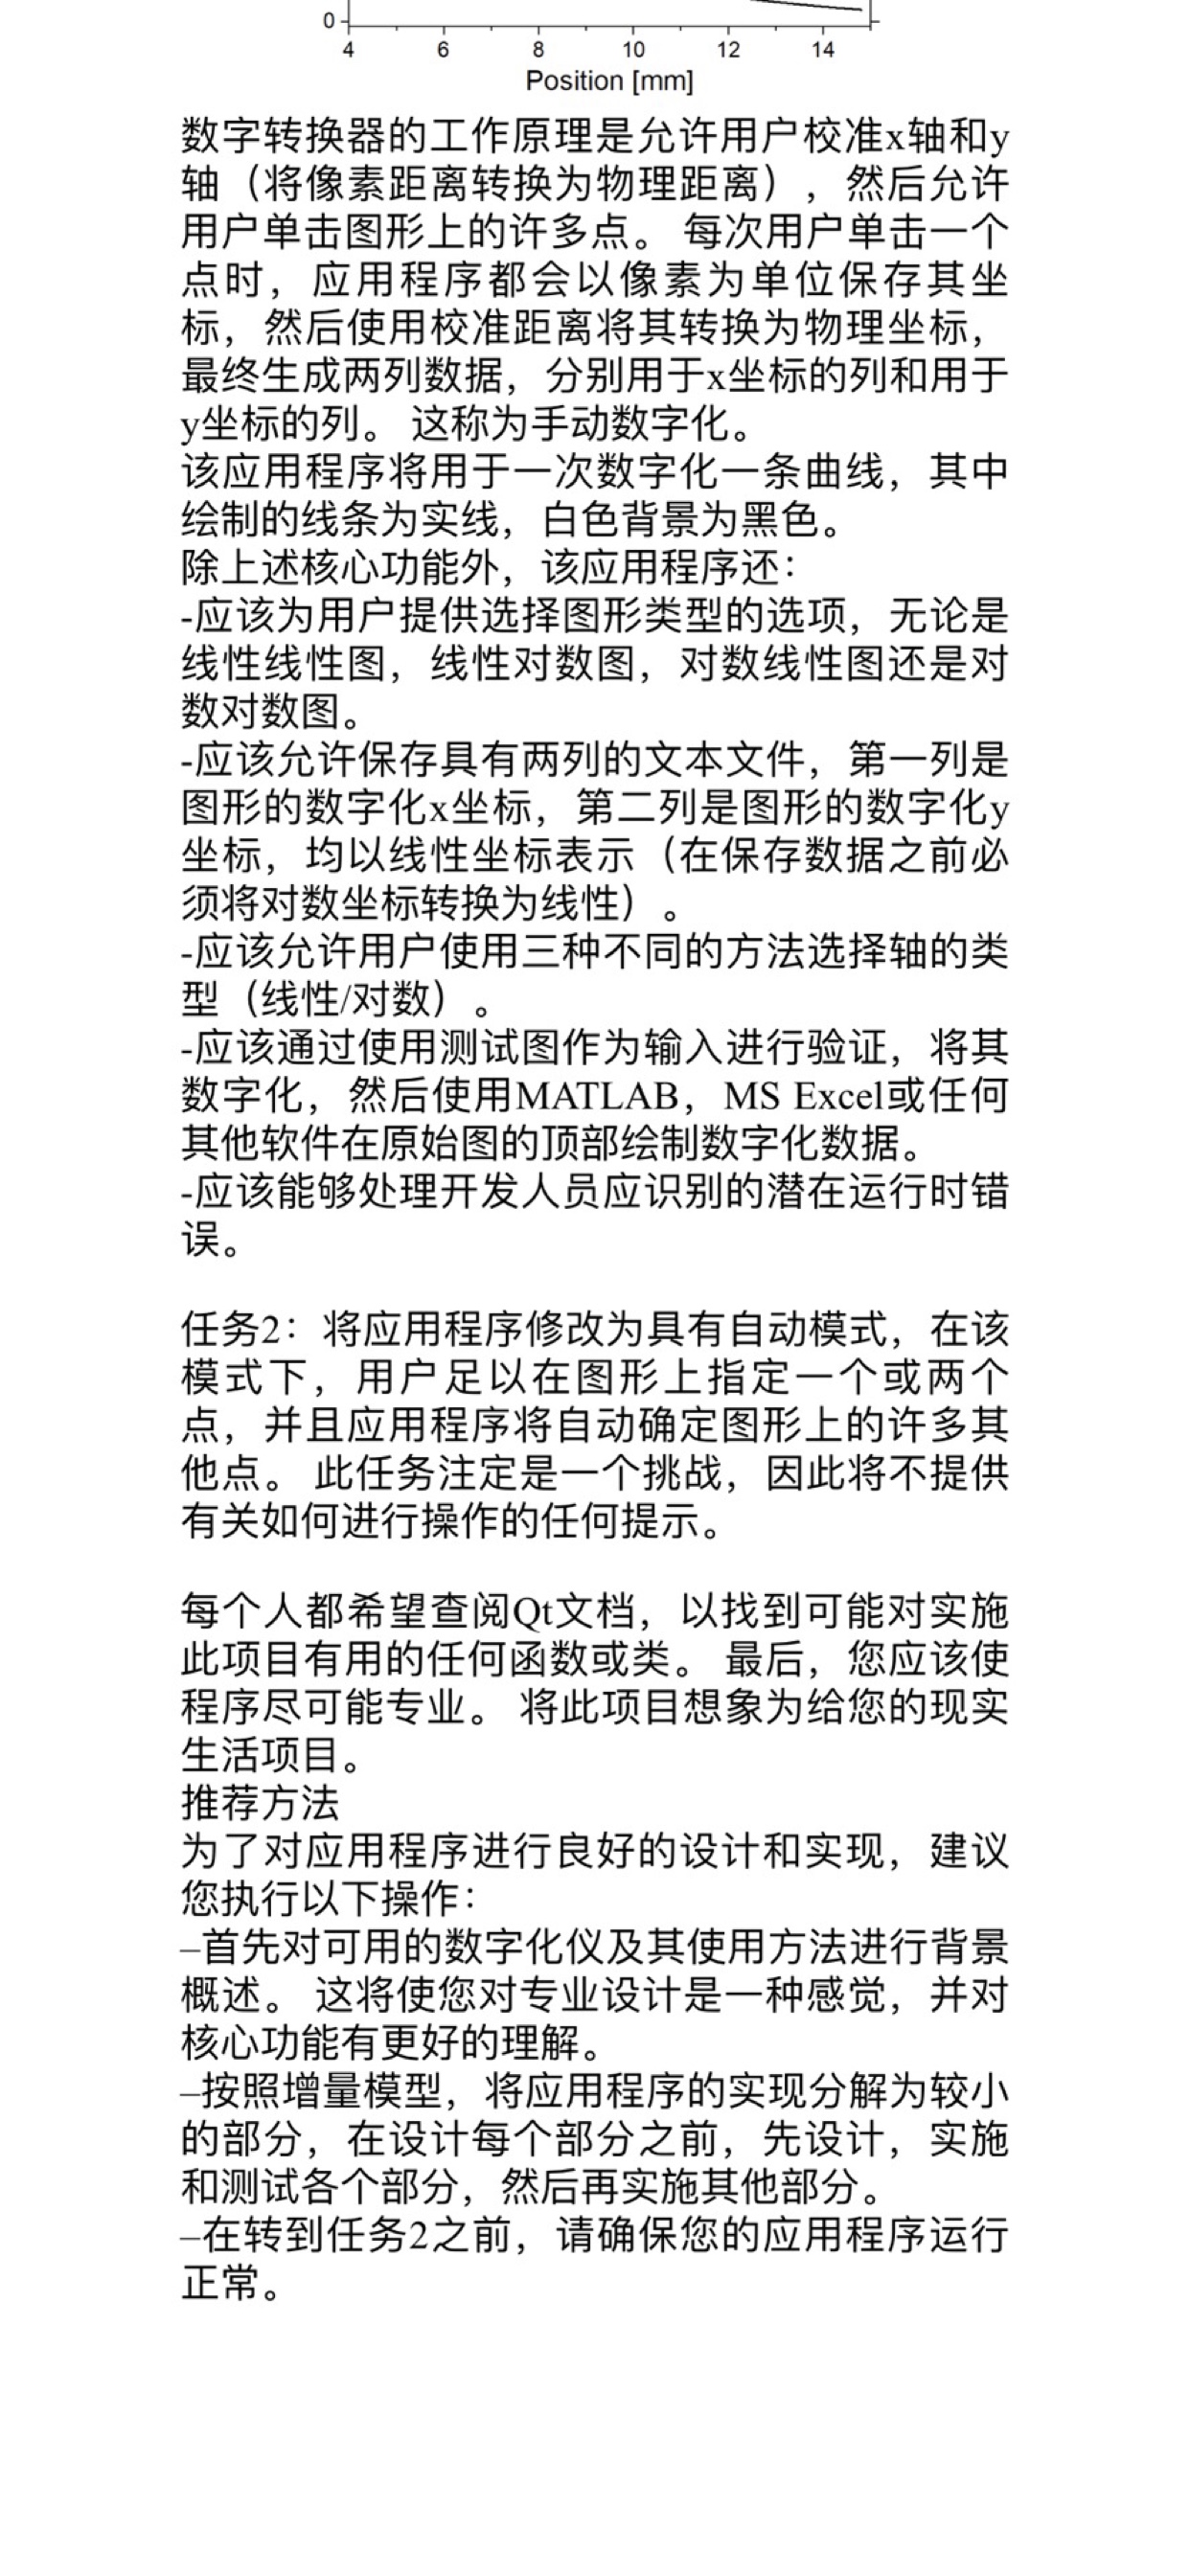 0
4 6 8 10 12 14
Position [mm]
数字转换器的工作原理是允许用户校准x轴和y
轴（将像素距离转换为物理距离），然后允许
用户单击图形上的许多点。 每次用户单击一个
点时，应用程序都会以像素为单位保存其坐
标，然后使用校准距离将其转换为物理坐标，
最终生成两列数据，分别用于x坐标的列和用于
y坐标的列。 这称为手动数字化。
该应用程序将用于一次数字化一条曲线，其中
绘制的线条为实线，白色背景为黑色。
除上述核心功能外，该应用程序还：
-应该为用户提供选择图形类型的选项，无论是
线性线性图，线性对数图，对数线性图还是对
数对数图。
-应该允许保存具有两列的文本文件，第一列是
图形的数字化x坐标，第二列是图形的数字化y
坐标，均以线性坐标表示（在保存数据之前必
须将对数坐标转换为线性）。
-应该允许用户使用三种不同的方法选择轴的类
型（线性/对数）。
-应该通过使用测试图作为输入进行验证，将其
数字化，然后使用MATLAB，MS Excel或任何
其他软件在原始图的顶部绘制数字化数据。
-应该能够处理开发人员应识别的潜在运行时错
误。
任务2：将应用程序修改为具有自动模式，在该
模式下，用户足以在图形上指定一个或两个
点，并且应用程序将自动确定图形上的许多其
他点。 此任务注定是一个挑战，因此将不提供
有关如何进行操作的任何提示。
每个人都希望查阅Qt文档，以找到可能对实施
此项目有用的任何函数或类。 最后，您应该使
程序尽可能专业。 将此项目想象为给您的现实
生活项目。
推荐方法
为了对应用程序进行良好的设计和实现，建议
您执行以下操作：
–首先对可用的数字化仪及其使用方法进行背景
概述。 这将使您对专业设计是一种感觉，并对
核心功能有更好的理解。
–按照增量模型，将应用程序的实现分解为较小
的部分，在设计每个部分之前，先设计，实施
和测试各个部分，然后再实施其他部分。
–在转到任务2之前，请确保您的应用程序运行
正常。